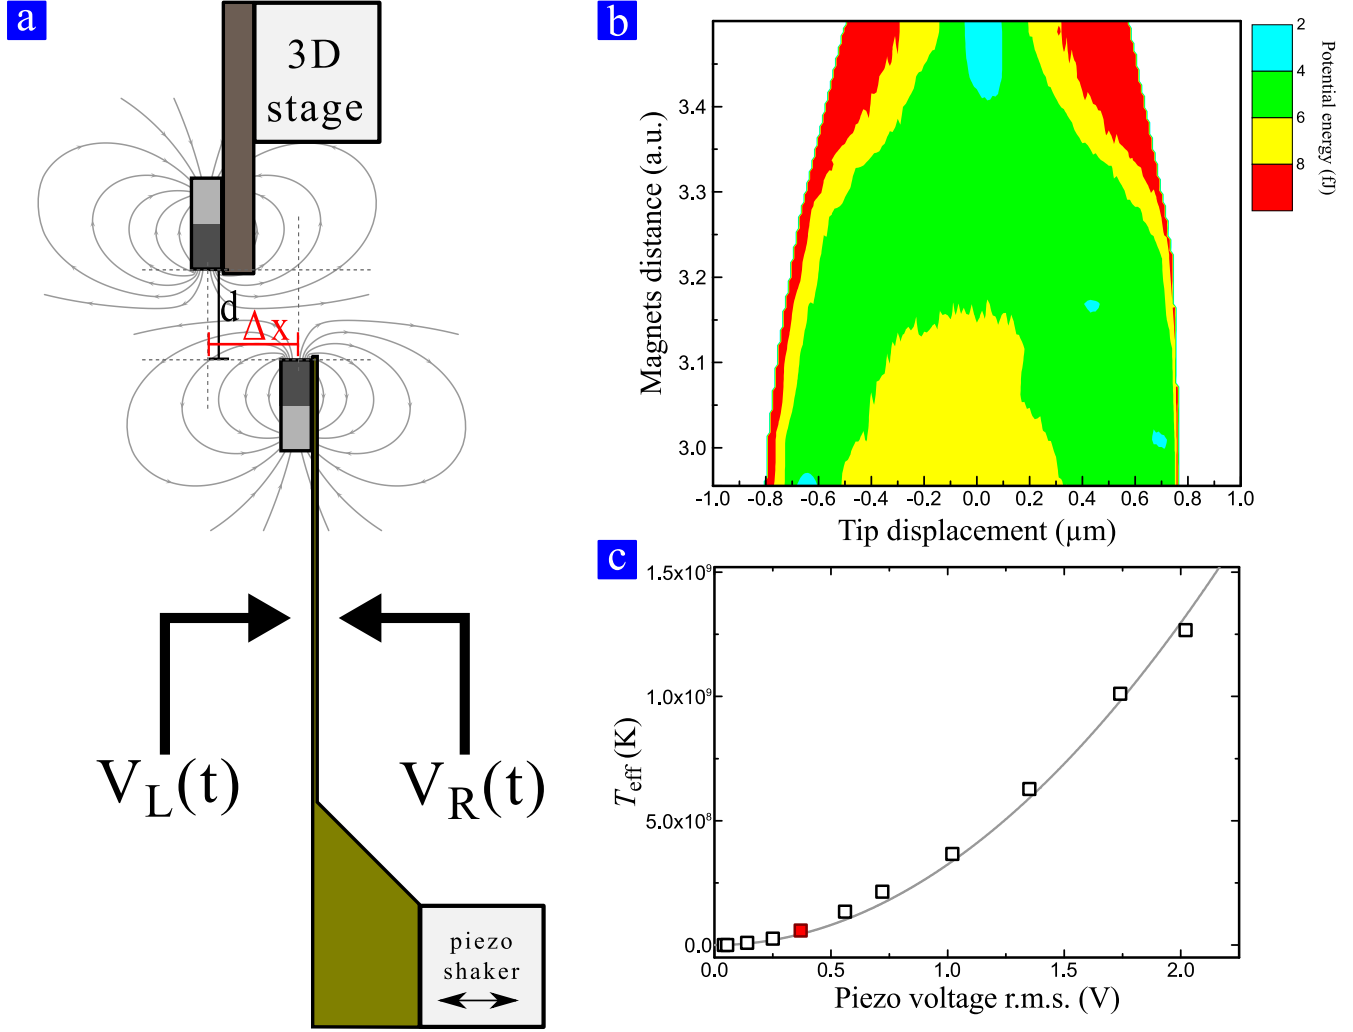 a
3D
stage
d
Δx
V_L(t)
V_R(t)
piezo
shaker
b
Magnets distance (a.u.)
3.4
3.3
3.2
3.1
3.0
-1.0 -0.8 -0.6 -0.4 -0.2 0.0 0.2 0.4 0.6 0.8 1.0
Tip displacement (µm)
2
4
6
8
Potential energy (fJ)
c
T_eff (K)
1.5x10⁹
1.0x10⁹
5.0x10⁸
0.0
0.0 0.5 1.0 1.5 2.0
Piezo voltage r.m.s. (V)